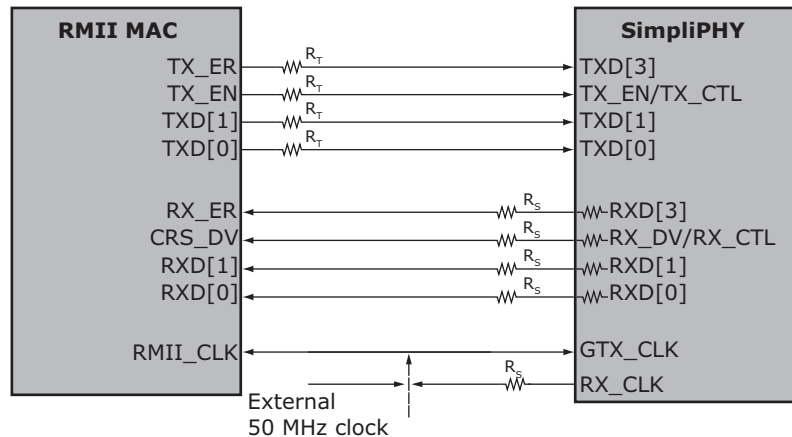 RMII MAC
SimpliPHY
TX_ER
R_T
TXD[3]
TX_EN
R_T
TX_EN/TX_CTL
TXD[1]
R_T
TXD[1]
TXD[0]
R_T
TXD[0]
RX_ER
R_S
RXD[3]
CRS_DV
R_S
RX_DV/RX_CTL
RXD[1]
R_S
RXD[1]
RXD[0]
R_S
RXD[0]
RMII_CLK
GTX_CLK
R_S
RX_CLK
External
50 MHz clock